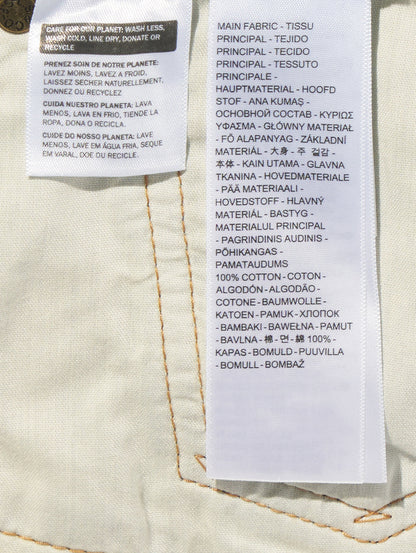 CARE FOR OUR PLANET: WASH LESS,
WASH COLD, LINE DRY, DONATE OR
RECYCLE
PRENEZ SOIN DE NOTRE PLANETE:
LAVEZ MOINS, LAVEZ A FROID,
LAISSEZ SECHER NATURELLEMENT,
DONNEZ OU RECYCLEZ
CUIDA NUESTRO PLANETA: LAVA
MENOS, LAVA EN FRIO, TIENDE LA
ROPA, DONA O RECICLA.
CUIDE DO NOSSO PLANETA: LAVE
MENOS, LAVE EM ÁGUA FRIA, SEQUE
EM VARAL, DOE OU RECICLE.
MAIN FABRIC - TISSU
PRINCIPAL - TEJIDO
PRINCIPAL - TECIDO
PRINCIPAL - TESSUTO
PRINCIPALE -
HAUPTMATERIAL - HOOFD
STOF - ANA KUMAŞ -
ОСНОВНОЙ СОСТАВ - ΚΥΡΙΩΣ
ΥΦΑΣΜΑ - GŁÓWNY MATERIAŁ
- FŐ ALAPANYAG - ZÁKLADNÍ
MATERIÁL - 大身 - 주 겉감 -
本体 - KAIN UTAMA - GLAVNA
TKANINA - HOVEDMATERIALE
- PÄÄ MATERIAALI -
HOVEDSTOFF - HLAVNÝ
MATERIÁL - BASTYG -
MATERIALUL PRINCIPAL
- PAGRINDINIS AUDINIS -
PÕHIKANGAS -
PAMATAUDUMS
100% COTTON - COTON -
ALGODÓN - ALGODÃO -
COTONE - BAUMWOLLE -
KATOEN - PAMUK - ХЛОПОК
- BAMBAKI - BAWEŁNA - PAMUT
- BAVLNA - 棉 - 면 - 綿 100% -
KAPAS - BOMULD - PUUVILLA
- BOMULL - BOMBAŽ